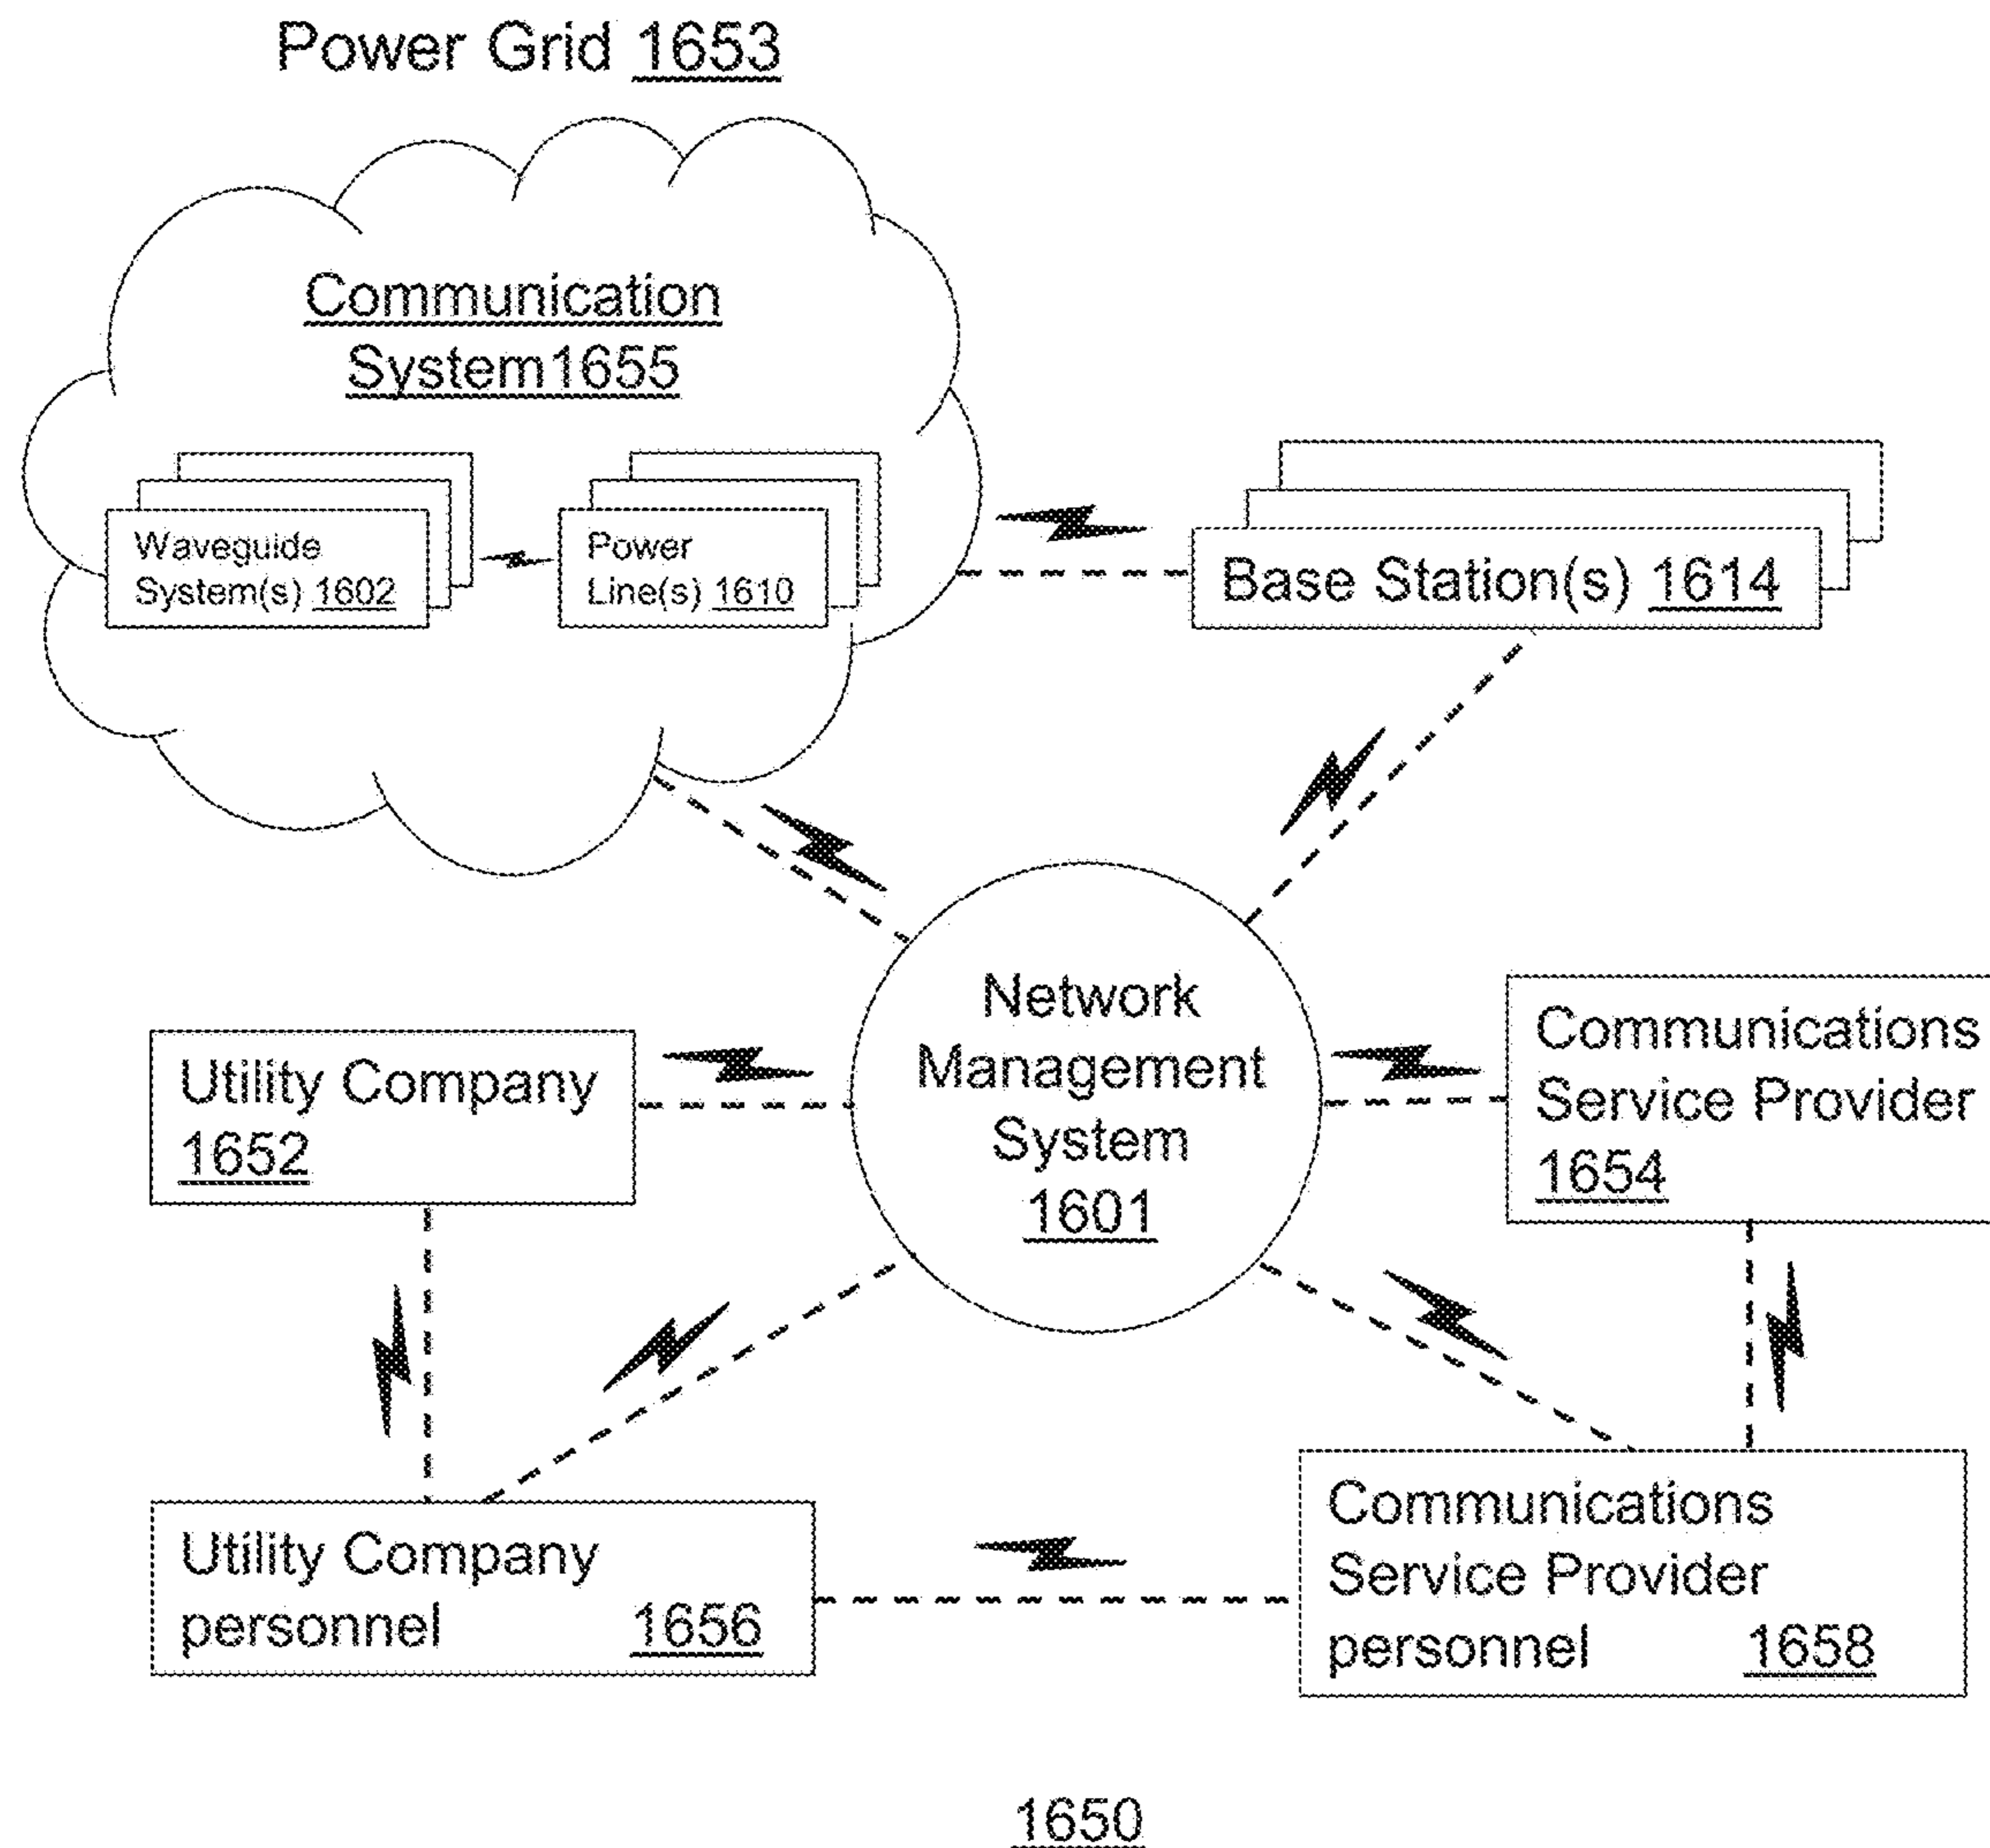 Power Grid 1653
Communication
System1655
Waveguide
System(s) 1602
Power
Line(s) 1610
Base Station(s) 1614
Network
Management
System
1601
Utility Company
1652
Communications
Service Provider
1654
Utility Company
personnel 1656
Communications
Service Provider
personnel 1658
1650